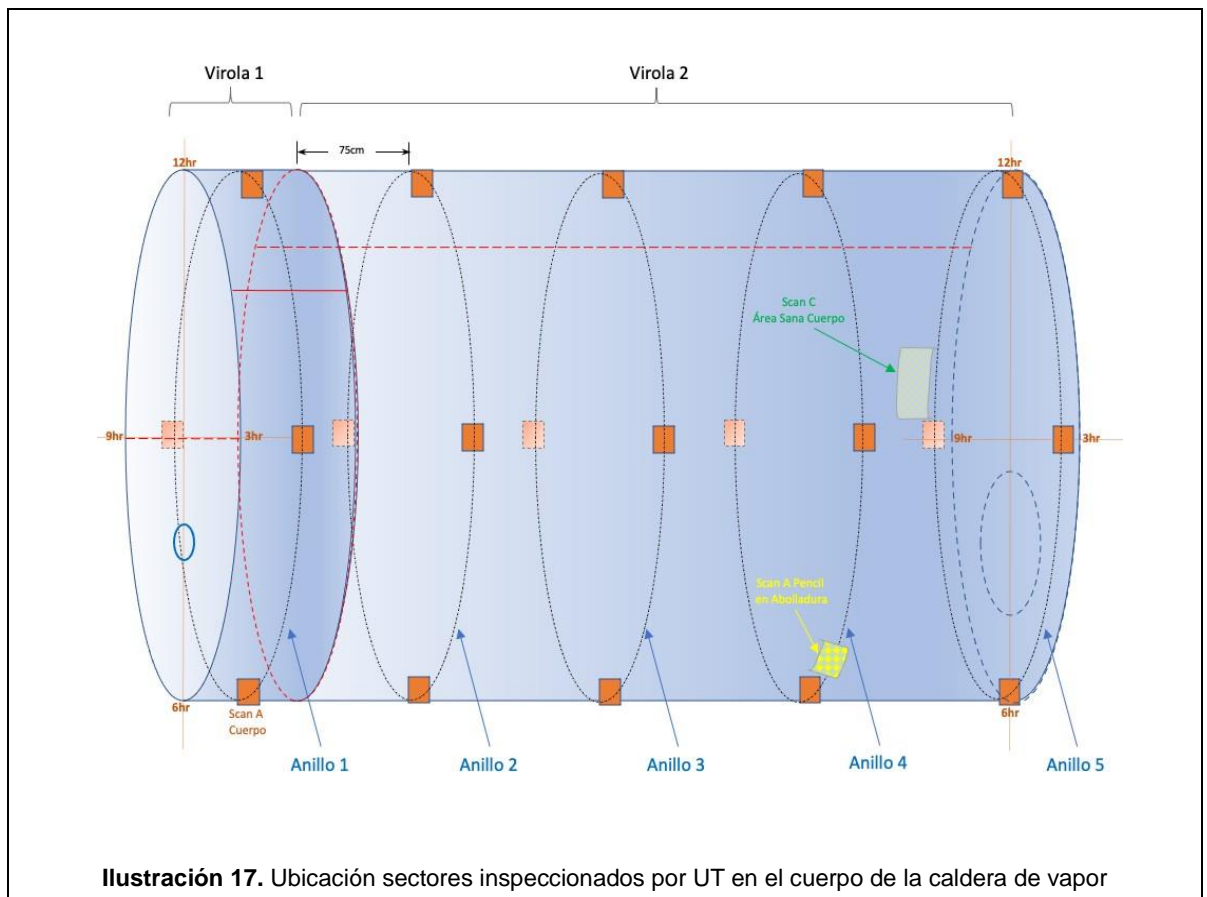 Virola 1
Virola 2
75cm
12hr
12hr
Scan C
Área Sana Cuerpo
9hr
3hr
9hr
3hr
Scan A Pencil
en Abolladura
6hr
Scan A
Cuerpo
6hr
Anillo 1
Anillo 2
Anillo 3
Anillo 4
Anillo 5
Ilustración 17. Ubicación sectores inspeccionados por UT en el cuerpo de la caldera de vapor